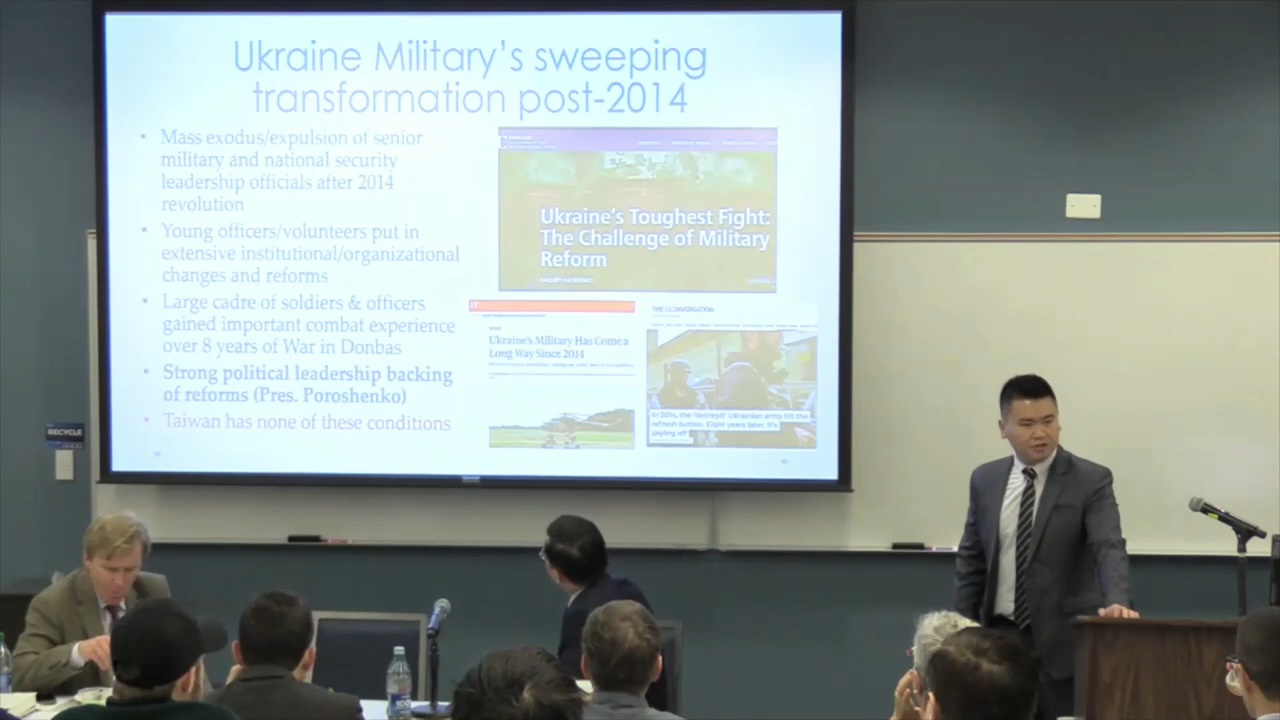 Ukraine Military's sweeping
transformation post-2014
• Mass exodus/expulsion of senior
military and national security
leadership officials after 2014
revolution
• Young officers/volunteers put in
extensive institutional/organizational
changes and reforms
• Large cadre of soldiers & officers
gained important combat experience
over 8 years of War in Donbas
• Strong political leadership backing
of reforms (Pres. Poroshenko)
• Taiwan has none of these conditions
Ukraine's Toughest Fight:
The Challenge of Military
Reform
Ukraine's Military Has Come a
Long Way Since 2014
THE CONVERSATION
In 2014, the 'decrepit' Ukrainian army hit the
refresh button. Eight years later, it's
paying off
RECYCLE